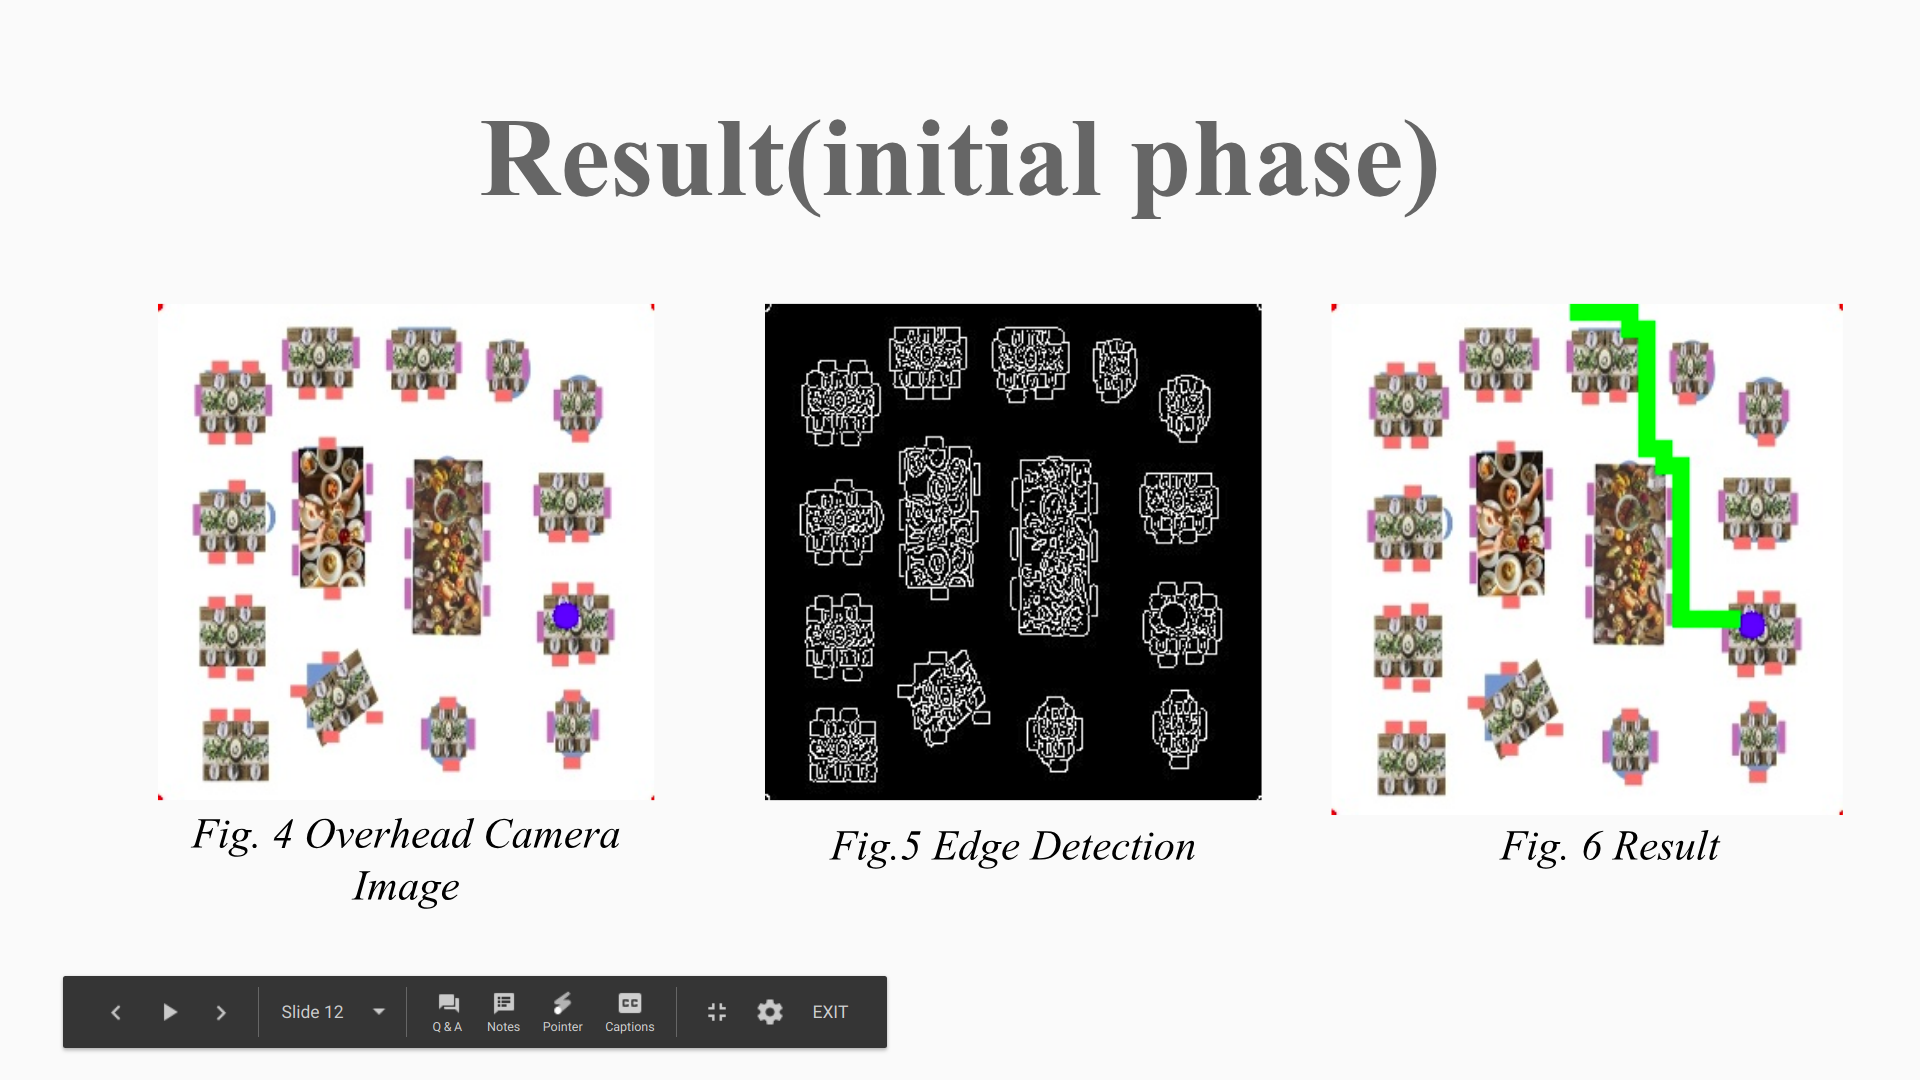 Result(initial phase)
Fig. 4 Overhead Camera
Image
Fig.5 Edge Detection
Fig. 6 Result
Slide 12
Q & A
Notes
Pointer
CC
Captions
EXIT